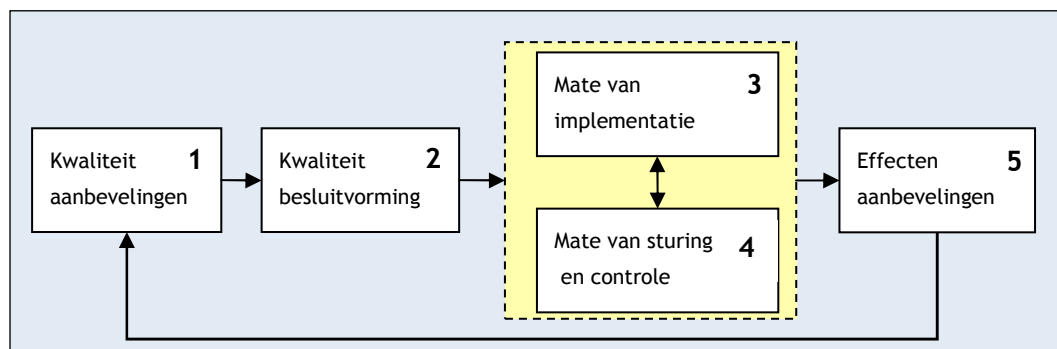 Kwaliteit 1
aanbevelingen
Kwaliteit 2
besluitvorming
Mate van 3
implementatie
Mate van sturing 4
en controle
Effecten 5
aanbevelingen